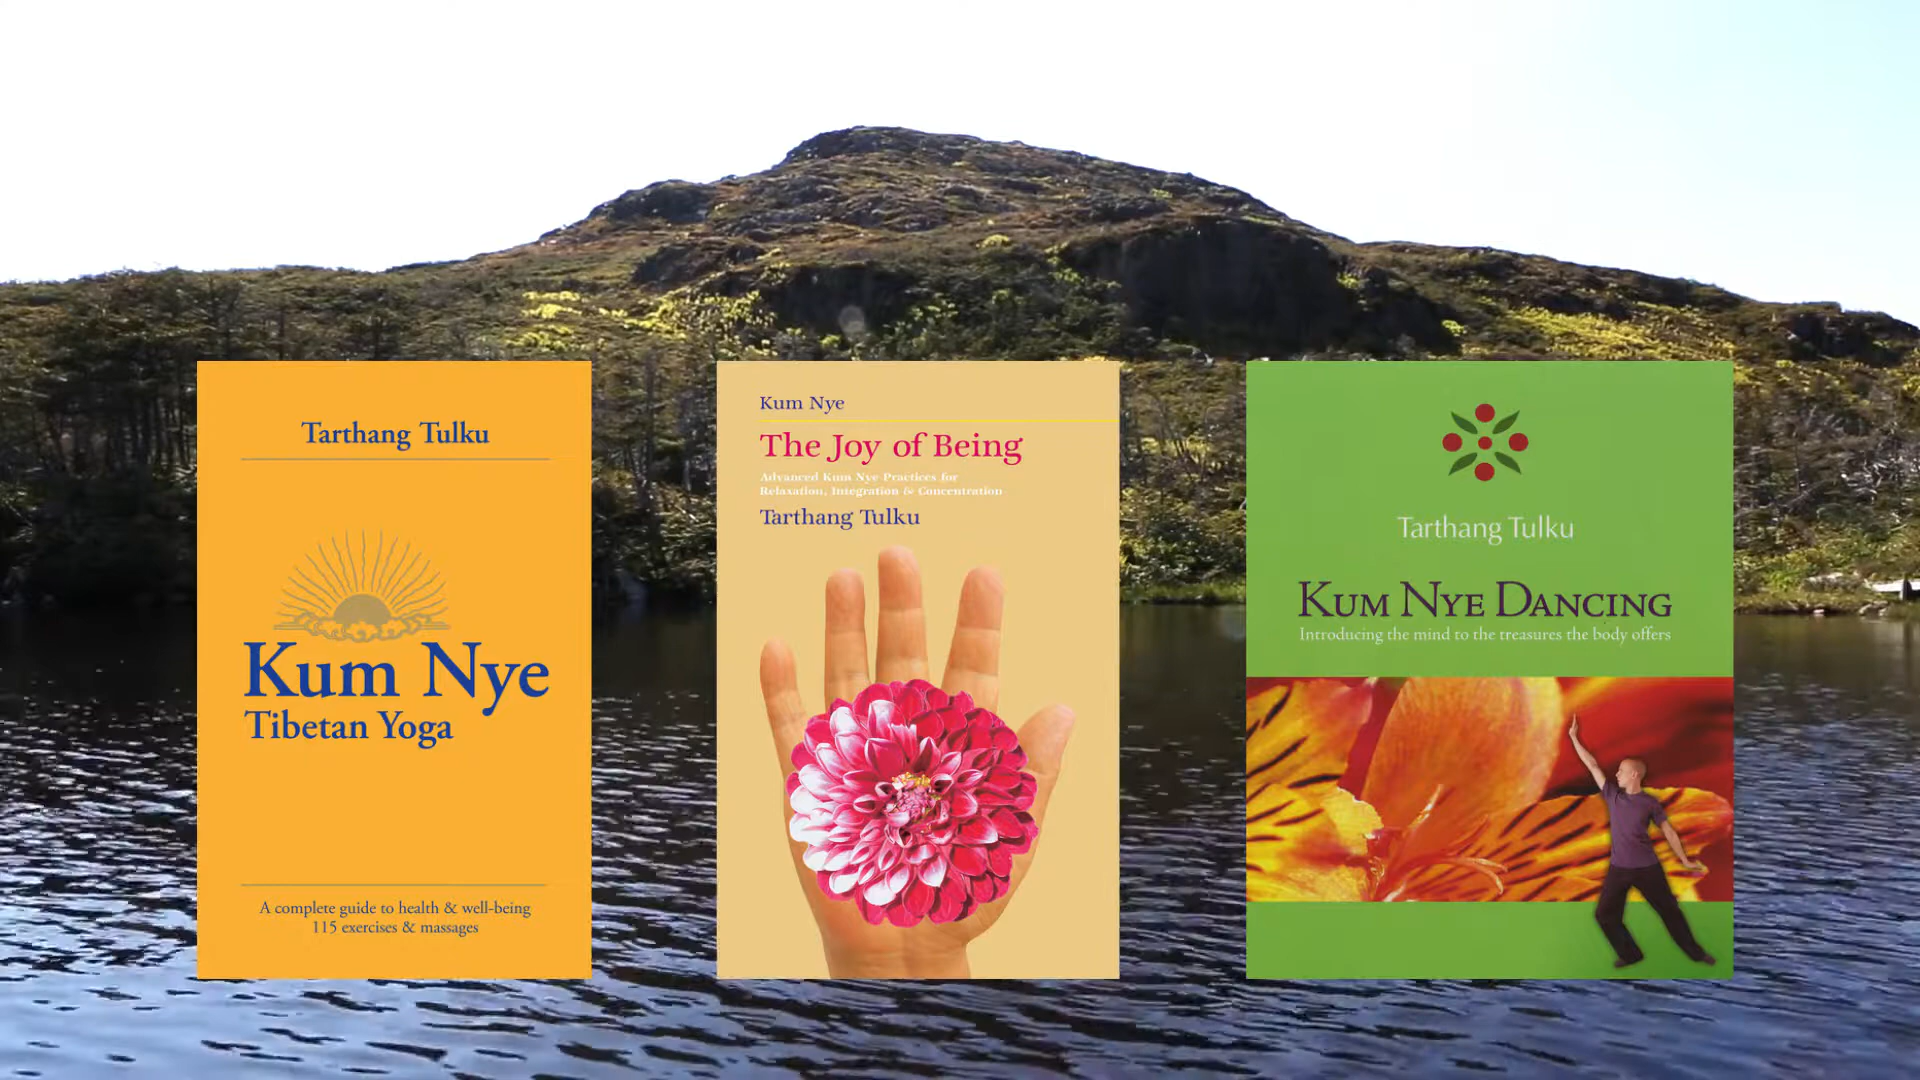 Tarthang Tulku
Kum Nye
Tibetan Yoga
A complete guide to health & well-being
115 exercises & massages
Kum Nye
The Joy of Being
Advanced Kum Nye Practices for
Relaxation, Integration & Concentration
Tarthang Tulku
Tarthang Tulku
KUM NYE DANCING
Introducing the mind to the treasures the body offers